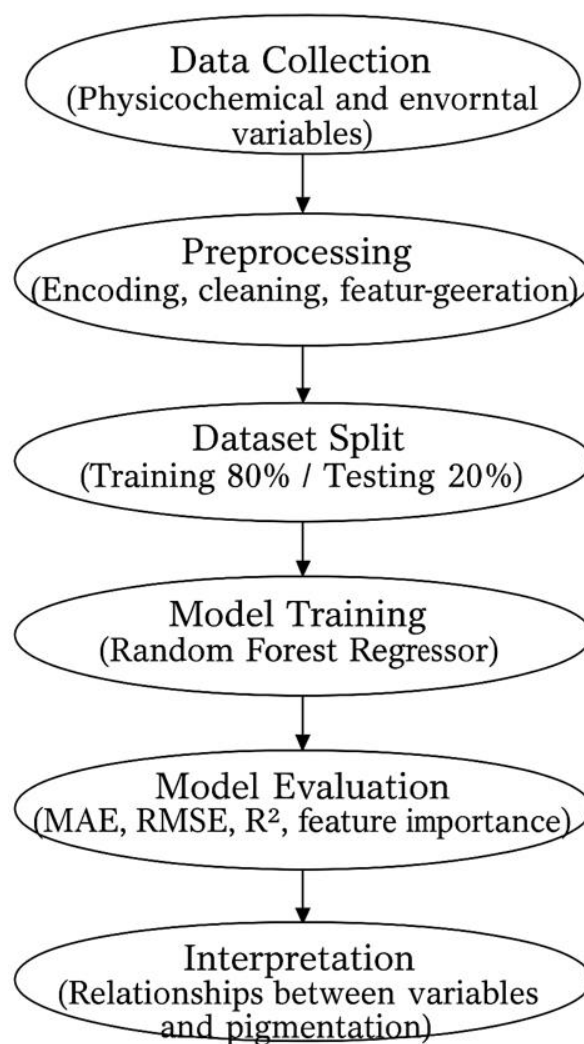 Data Collection
(Physicochemical and envorntal
variables)
Preprocessing
(Encoding, cleaning, featur-geeration)
Dataset Split
(Training 80% / Testing 20%)
Model Training
(Random Forest Regressor)
Model Evaluation
(MAE, RMSE, R², feature importance)
Interpretation
(Relationships between variables
and pigmentation)